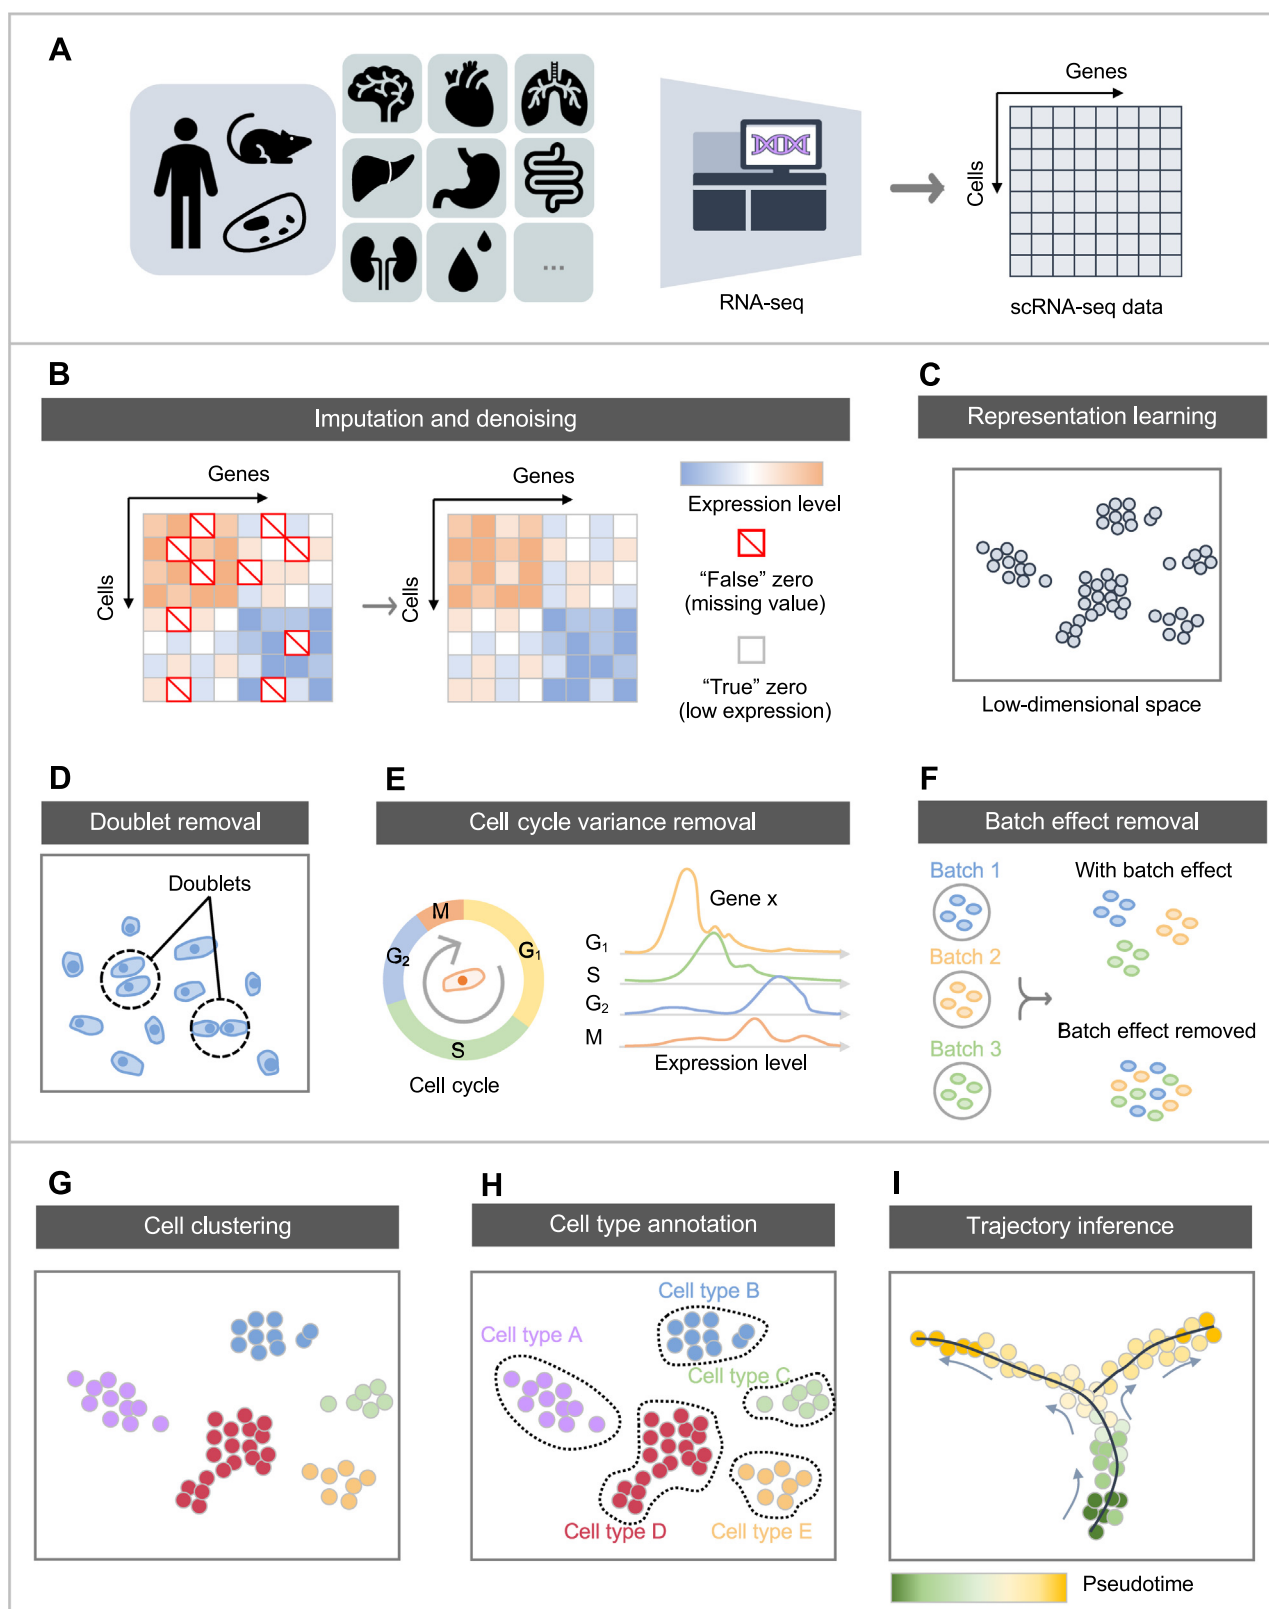 A
Genes
Cells
...
RNA-seq
scRNA-seq data
B
Imputation and denoising
Genes
Cells
Genes
Cells
Expression level
“False” zero
(missing value)
“True” zero
(low expression)
C
Representation learning
Low-dimensional space
D
Doublet removal
Doublets
E
Cell cycle variance removal
M
G₂
G₁
S
Cell cycle
Gene x
G₁
S
G₂
M
Expression level
F
Batch effect removal
Batch 1
Batch 2
Batch 3
With batch effect
Batch effect removed
G
Cell clustering
H
Cell type annotation
Cell type B
Cell type A
Cell type C
Cell type D
Cell type E
I
Trajectory inference
Pseudotime